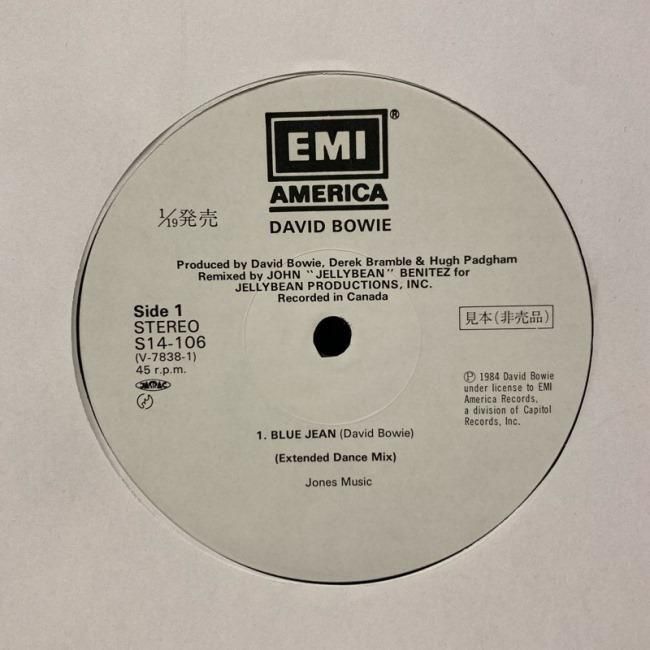 EMI
®
AMERICA
DAVID BOWIE
1/19発売
Produced by David Bowie, Derek Bramble & Hugh Padgham
Remixed by JOHN "JELLYBEAN" BENITEZ for
JELLYBEAN PRODUCTIONS, INC.
Recorded in Canada
Side 1
STEREO
S14-106
(V-7838-1)
45 r.p.m.
JASRAC
見本(非売品)
Ⓟ 1984 David Bowie
under license to EMI
America Records,
a division of Capitol
Records, Inc.
1. BLUE JEAN (David Bowie)
(Extended Dance Mix)
Jones Music